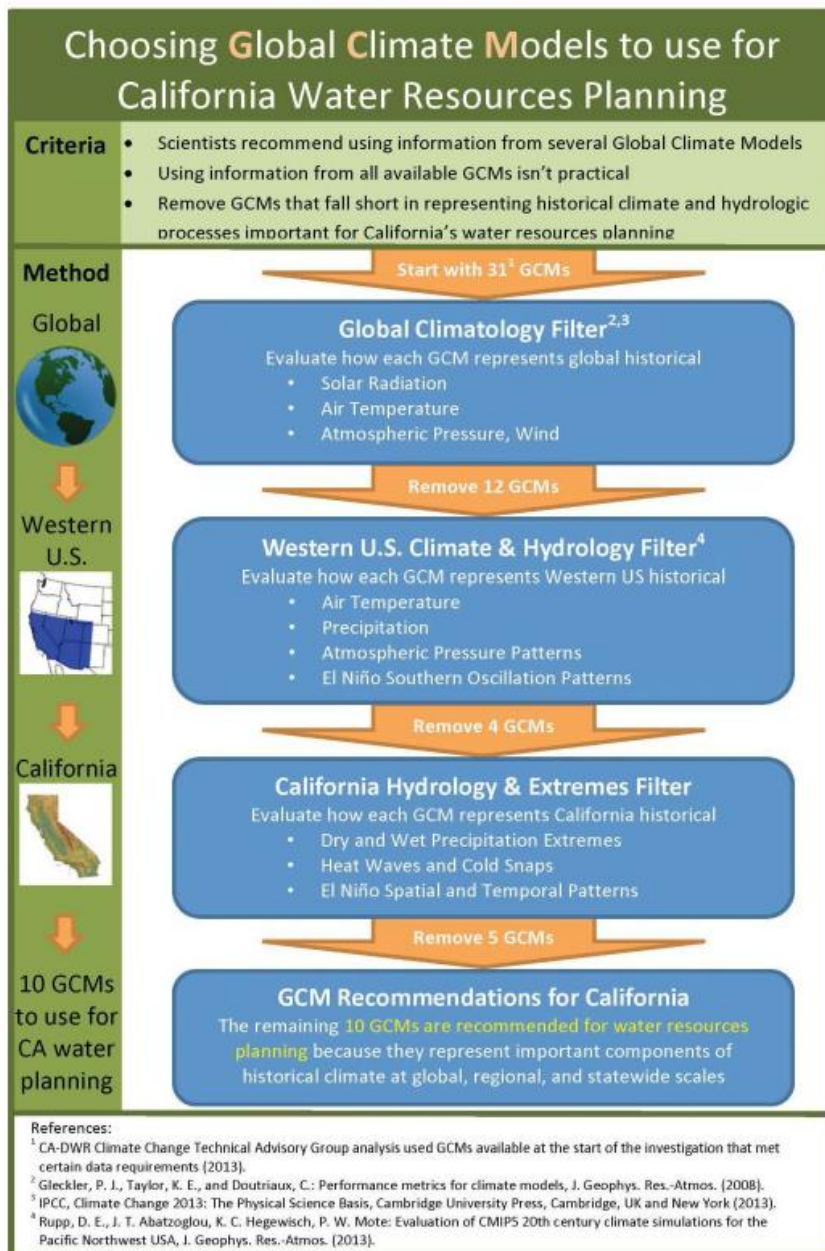 Choosing Global Climate Models to use for
California Water Resources Planning
Criteria
• Scientists recommend using information from several Global Climate Models
• Using information from all available GCMs isn't practical
• Remove GCMs that fall short in representing historical climate and hydrologic
processes important for California's water resources planning
Method
Start with 31¹ GCMs
Global
Global Climatology Filter²,³
Evaluate how each GCM represents global historical
• Solar Radiation
• Air Temperature
• Atmospheric Pressure, Wind
Remove 12 GCMs
Western
U.S.
Western U.S. Climate & Hydrology Filter⁴
Evaluate how each GCM represents Western US historical
• Air Temperature
• Precipitation
• Atmospheric Pressure Patterns
• El Niño Southern Oscillation Patterns
Remove 4 GCMs
California
California Hydrology & Extremes Filter
Evaluate how each GCM represents California historical
• Dry and Wet Precipitation Extremes
• Heat Waves and Cold Snaps
• El Niño Spatial and Temporal Patterns
Remove 5 GCMs
10 GCMs
to use for
CA water
planning
GCM Recommendations for California
The remaining 10 GCMs are recommended for water resources
planning because they represent important components of
historical climate at global, regional, and statewide scales
References:
¹ CA-DWR Climate Change Technical Advisory Group analysis used GCMs available at the start of the investigation that met
certain data requirements (2013).
² Gleckler, P. J., Taylor, K. E., and Doutriaux, C.: Performance metrics for climate models, J. Geophys. Res.-Atmos. (2008).
³ IPCC, Climate Change 2013: The Physical Science Basis, Cambridge University Press, Cambridge, UK and New York (2013).
⁴ Rupp, D. E., J. T. Abatzoglou, K. C. Hegewisch, P. W. Mote: Evaluation of CMIP5 20th century climate simulations for the
Pacific Northwest USA, J. Geophys. Res.-Atmos. (2013).